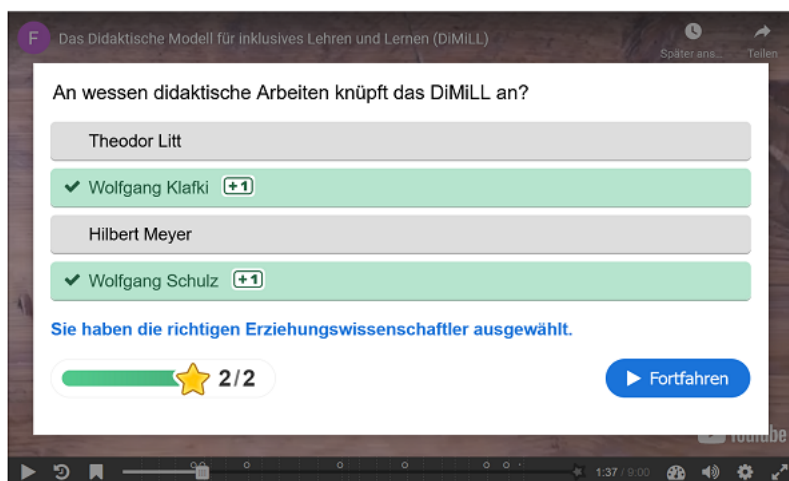 F Das Didaktische Modell für inklusives Lehren und Lernen (DiMiLL)
Später ans... Teilen
An wessen didaktische Arbeiten knüpft das DiMiLL an?
Theodor Litt
Wolfgang Klafki +1
Hilbert Meyer
Wolfgang Schulz +1
Sie haben die richtigen Erziehungswissenschaftler ausgewählt.
2/2 Fortfahren
YouTube
1:37 / 9:00